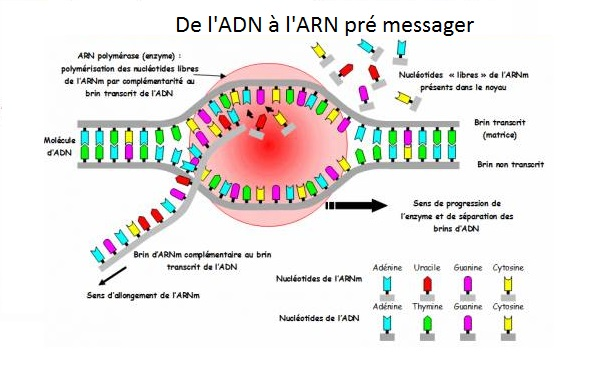 De l'ADN à l'ARN pré messager
ARN polymérase (enzyme) :
polymérisation des nucléotides libres
de l'ARNm par complémentarité au
brin transcrit de l'ADN
Nucléotides « libres » de l'ARNm
présents dans le noyau
Molécule
d'ADN
Brin transcrit
(matrice)
Brin non transcrit
Sens de progression de
l'enzyme et de séparation des
brins d'ADN
Brin d'ARNm complémentaire au brin
transcrit de l'ADN
Sens d'allongement de l'ARNm
Nucléotides de l'ARNm
Adénine Uracile Guanine Cytosine
Nucléotides de l'ADN
Adénine Thymine Guanine Cytosine